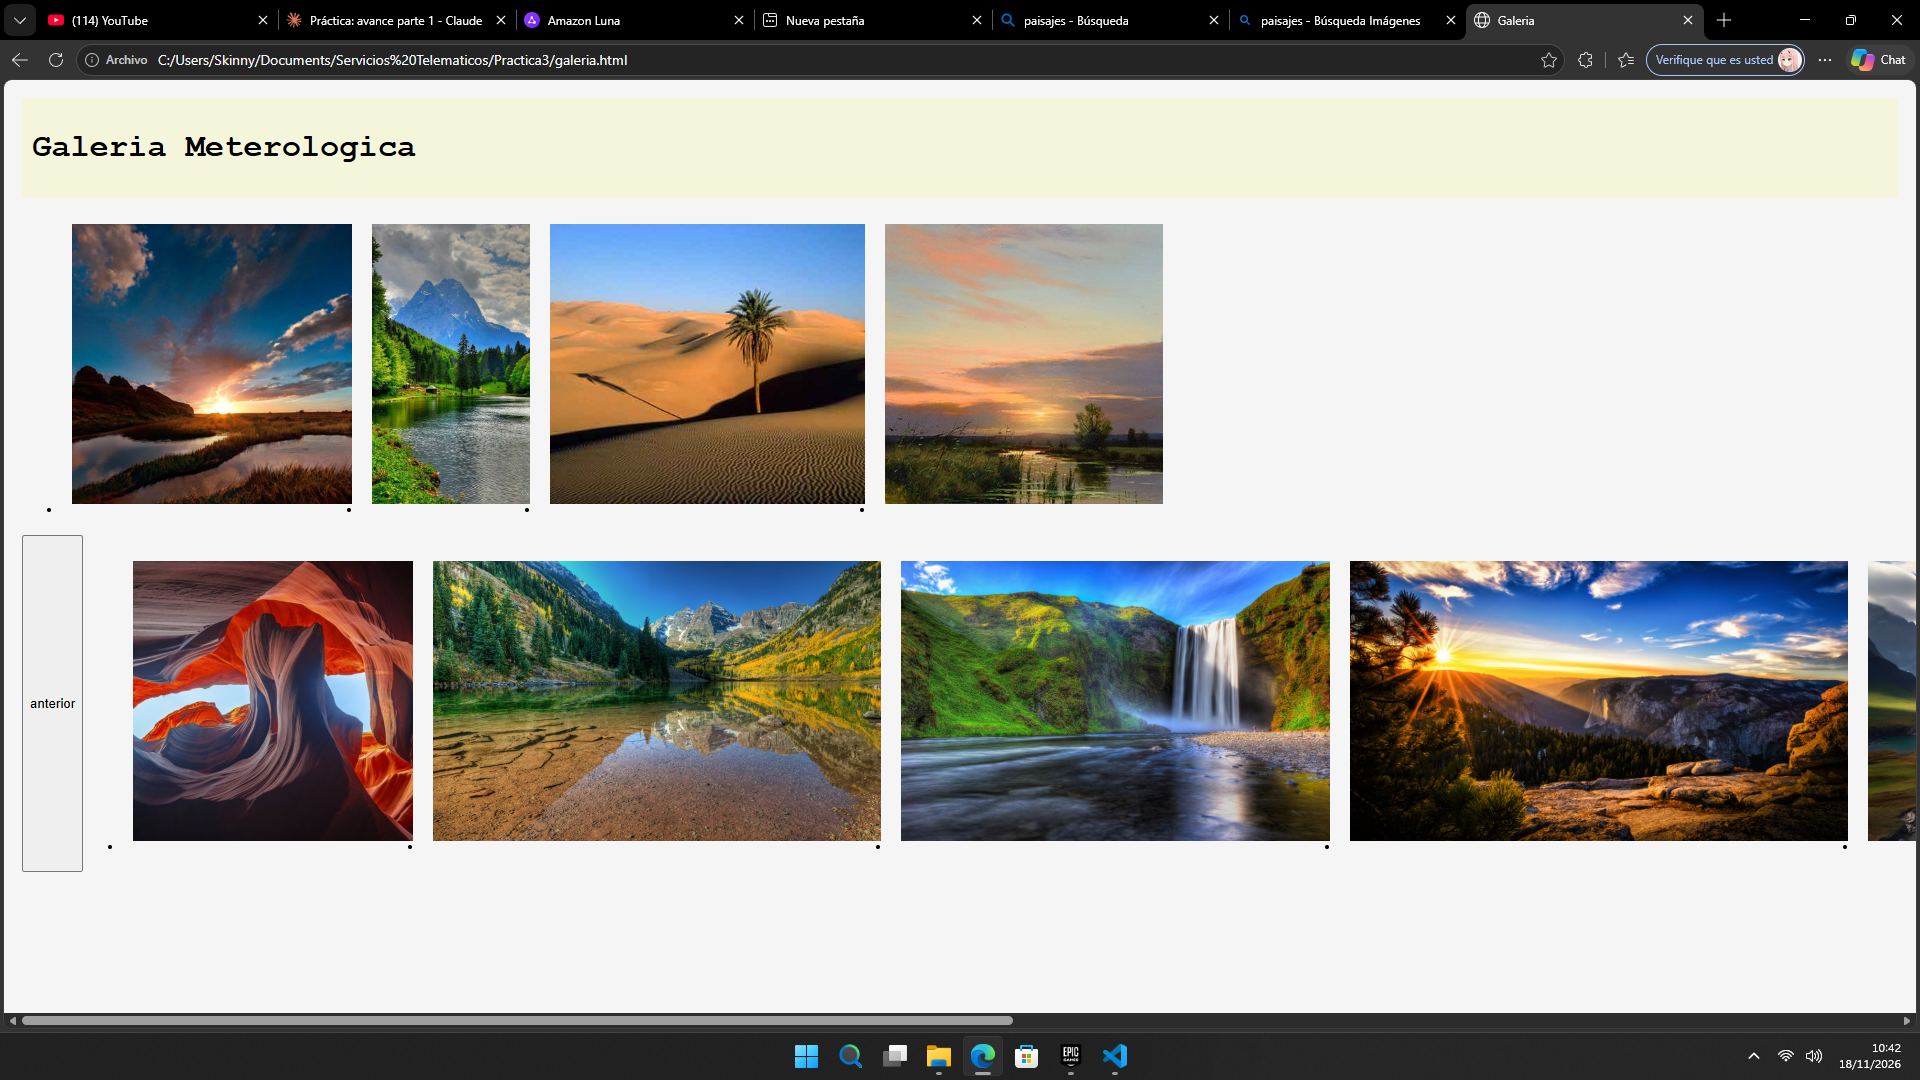 (114) YouTube
Práctica: avance parte 1 - Claude
Amazon Luna
Nueva pestaña
paisajes - Búsqueda
paisajes - Búsqueda Imágenes
Galeria
Archivo
C:/Users/Skinny/Documents/Servicios%20Telematicos/Practica3/galeria.html
Verifique que es usted
Chat
Galeria Meterologica
anterior
EPIC GAMES
10:42
18/11/2026